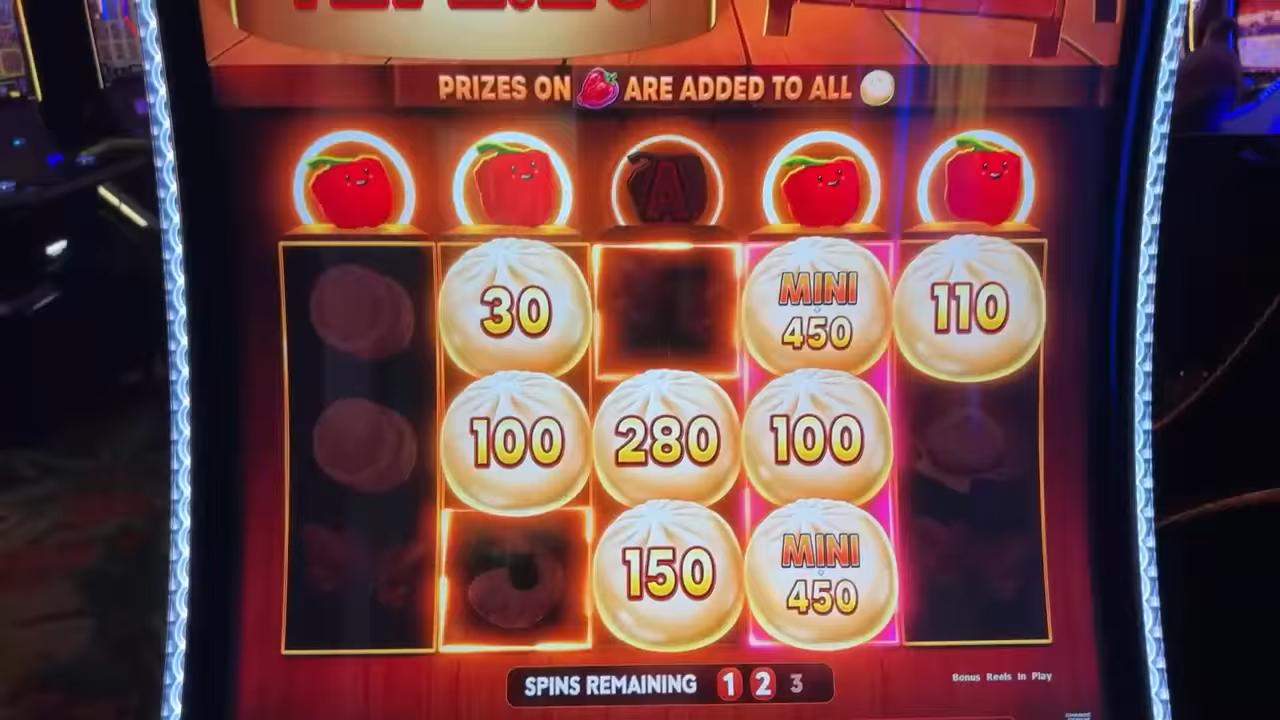 PRIZES ON ARE ADDED TO ALL
A
30
MINI
450
110
100
280
100
150
MINI
450
SPINS REMAINING 1 2 3
Bonus Reels In Play